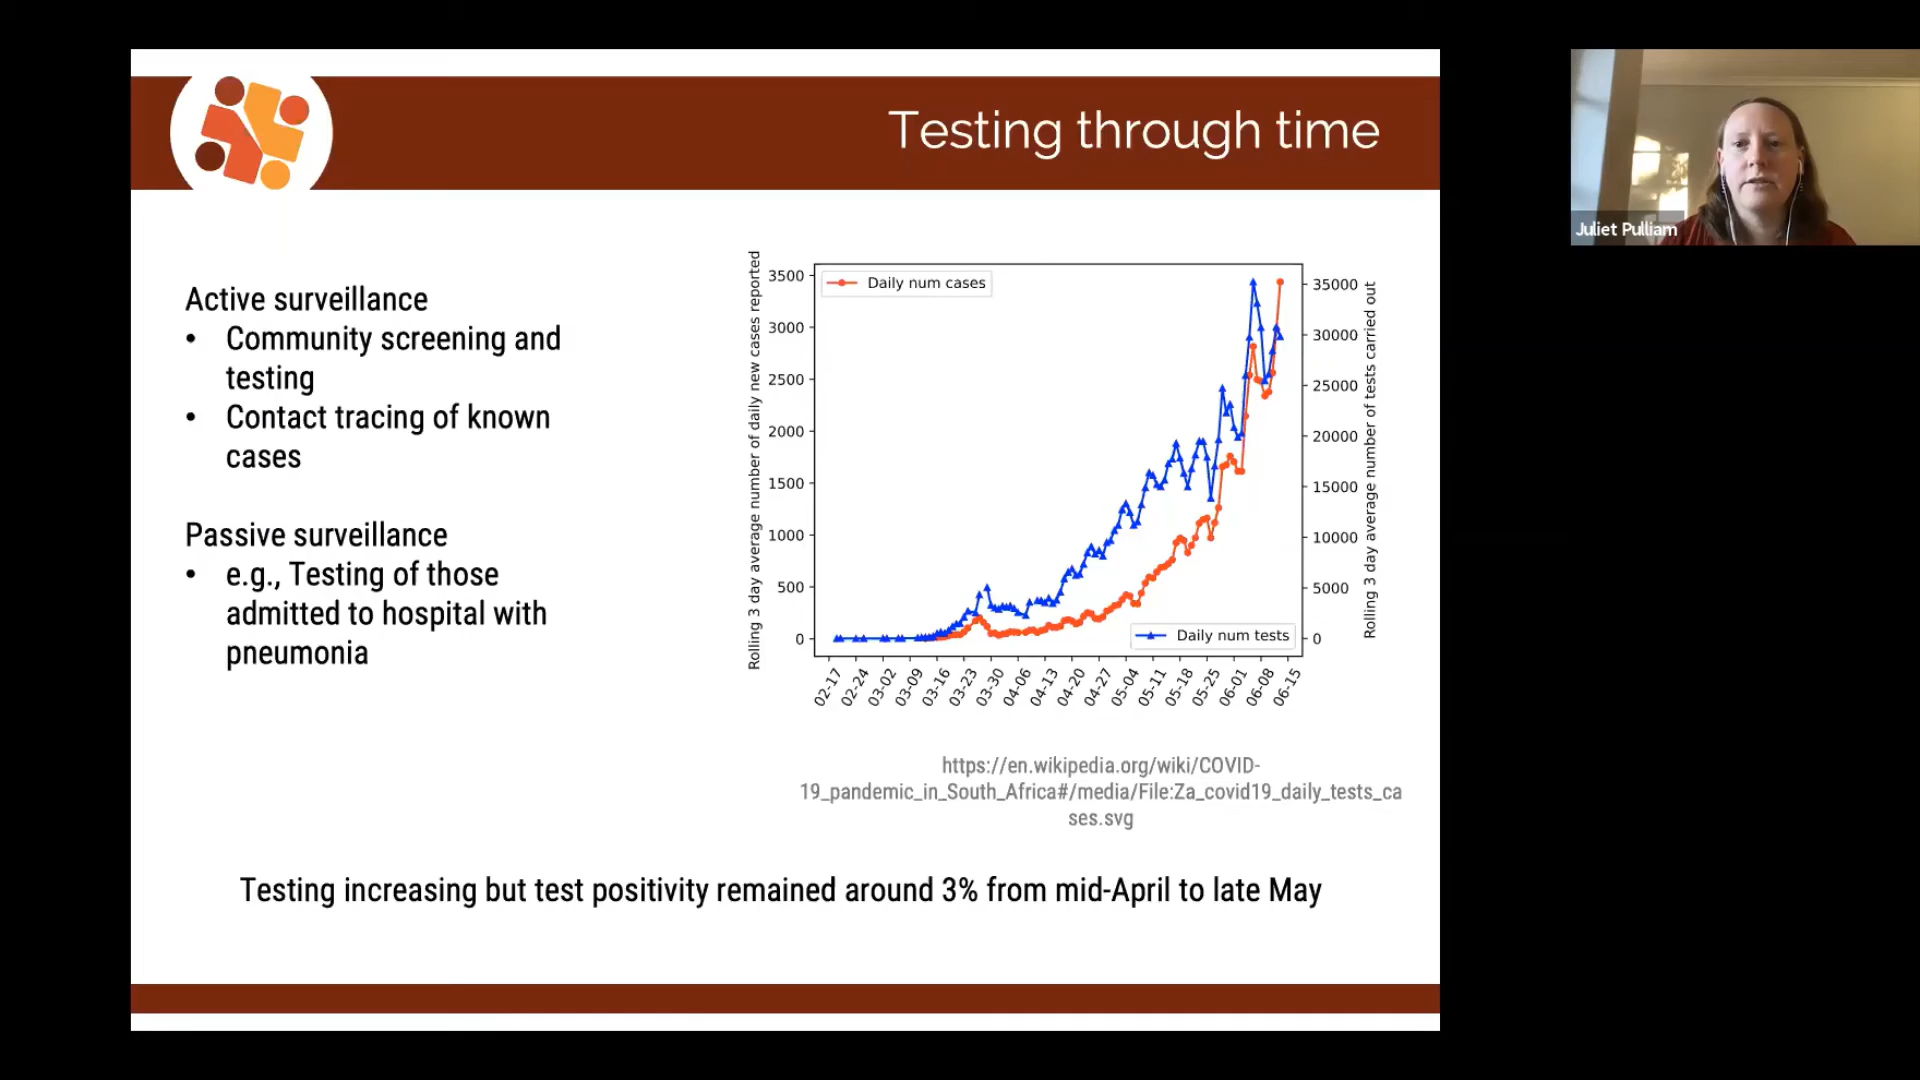 Testing through time
Juliet Pulliam
Active surveillance
• Community screening and
testing
• Contact tracing of known
cases
Passive surveillance
• e.g., Testing of those
admitted to hospital with
pneumonia
Rolling 3 day average number of daily new cases reported
3500
3000
2500
2000
1500
1000
500
0
Daily num cases
Daily num tests
35000
30000
25000
20000
15000
10000
5000
0
Rolling 3 day average number of tests carried out
02-17
02-24
03-02
03-09
03-16
03-23
03-30
04-06
04-13
04-20
04-27
05-04
05-11
05-18
05-25
06-01
06-08
06-15
https://en.wikipedia.org/wiki/COVID-
19_pandemic_in_South_Africa#/media/File:Za_covid19_daily_tests_ca
ses.svg
Testing increasing but test positivity remained around 3% from mid-April to late May